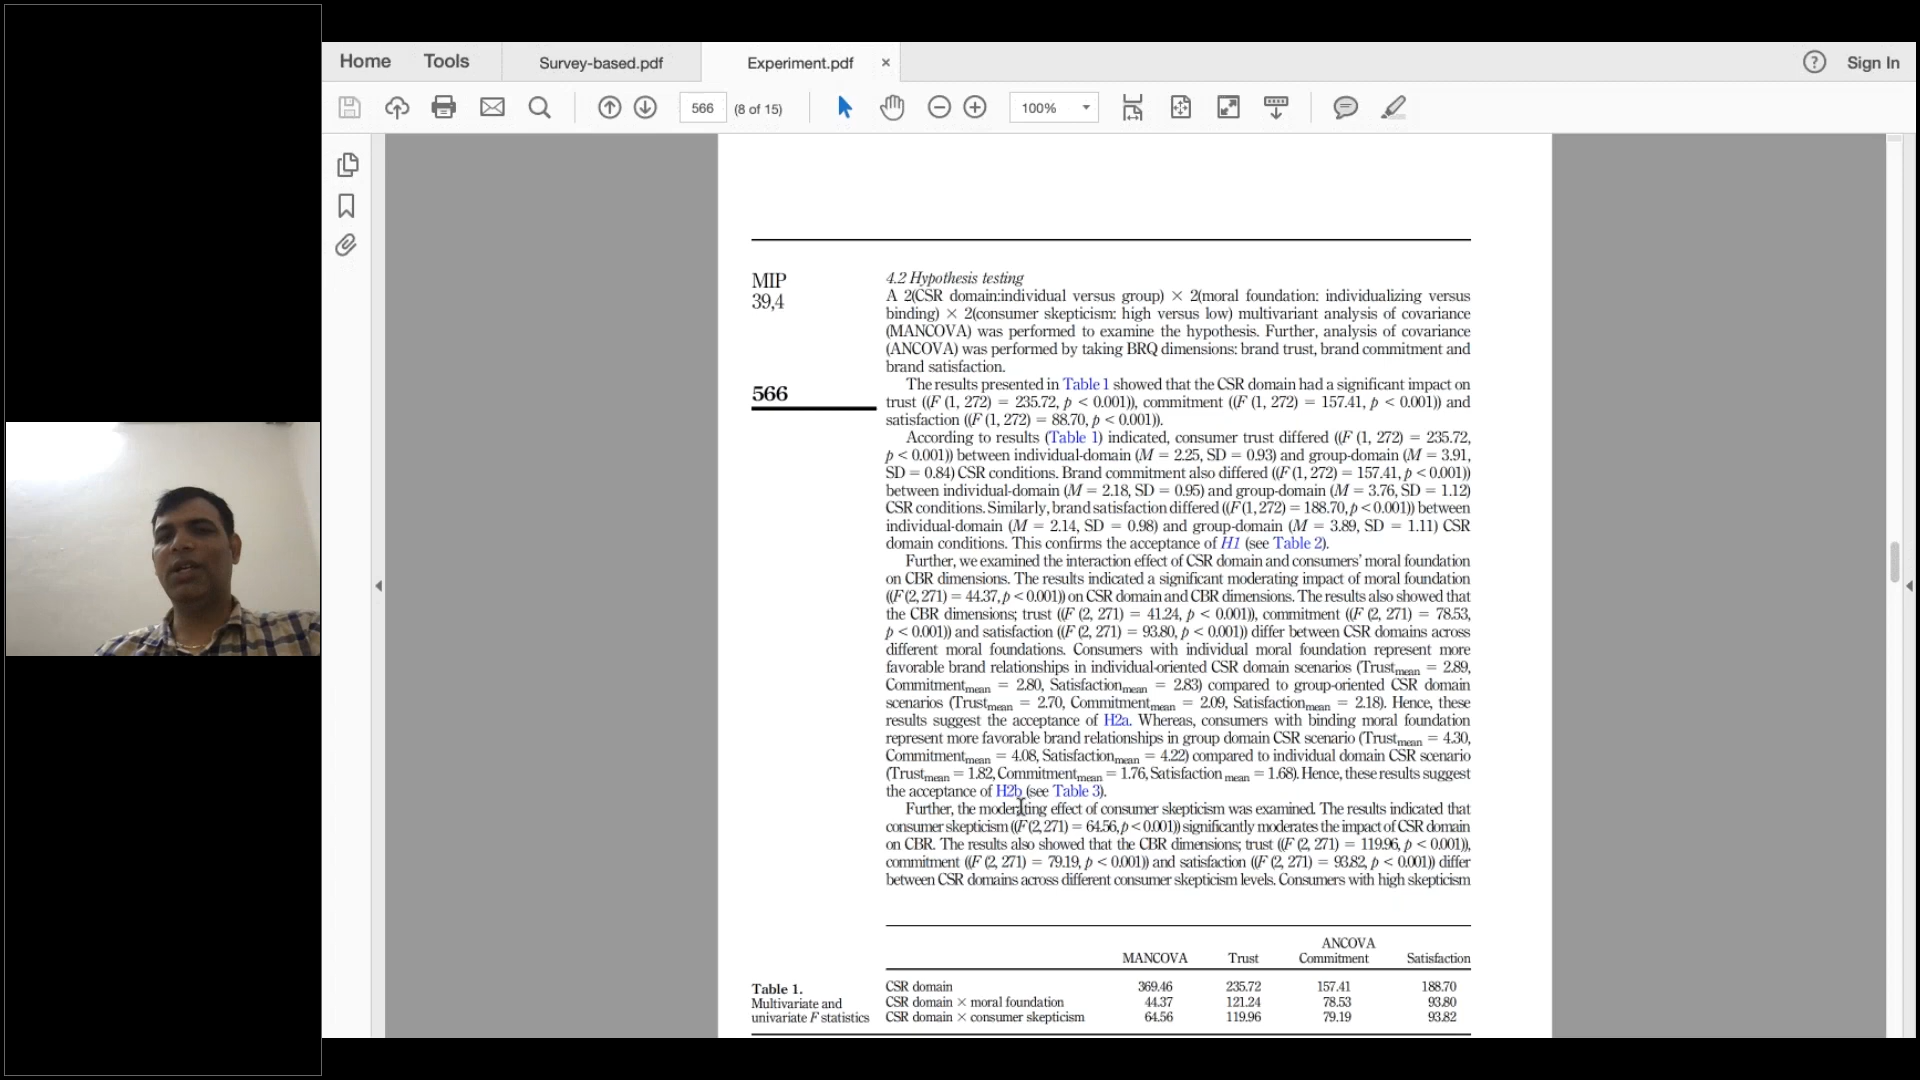 Home Tools Survey-based.pdf Experiment.pdf × ? Sign In
566 (8 of 15) 100%
MIP
39,4
566
4.2 Hypothesis testing
A 2(CSR domain:individual versus group) × 2(moral foundation: individualizing versus
binding) × 2(consumer skepticism: high versus low) multivariant analysis of covariance
(MANCOVA) was performed to examine the hypothesis. Further, analysis of covariance
(ANCOVA) was performed by taking BRQ dimensions: brand trust, brand commitment and
brand satisfaction.
The results presented in Table 1 showed that the CSR domain had a significant impact on
trust ((F (1, 272) = 235.72, p < 0.001)), commitment ((F (1, 272) = 157.41, p < 0.001)) and
satisfaction ((F (1, 272) = 88.70, p < 0.001)).
According to results (Table 1) indicated, consumer trust differed ((F (1, 272) = 235.72,
p < 0.001)) between individual-domain (M = 2.25, SD = 0.93) and group-domain (M = 3.91,
SD = 0.84) CSR conditions. Brand commitment also differed ((F (1, 272) = 157.41, p < 0.001))
between individual-domain (M = 2.18, SD = 0.95) and group-domain (M = 3.76, SD = 1.12)
CSR conditions. Similarly, brand satisfaction differed ((F (1, 272) = 188.70, p < 0.001)) between
individual-domain (M = 2.14, SD = 0.98) and group-domain (M = 3.89, SD = 1.11) CSR
domain conditions. This confirms the acceptance of H1 (see Table 2).
Further, we examined the interaction effect of CSR domain and consumers' moral foundation
on CBR dimensions. The results indicated a significant moderating impact of moral foundation
((F (2, 271) = 44.37, p < 0.001)) on CSR domain and CBR dimensions. The results also showed that
the CBR dimensions; trust ((F (2, 271) = 41.24, p < 0.001)), commitment ((F (2, 271) = 78.53,
p < 0.001)) and satisfaction ((F (2, 271) = 93.80, p < 0.001)) differ between CSR domains across
different moral foundations. Consumers with individual moral foundation represent more
favorable brand relationships in individual-oriented CSR domain scenarios (Trustmean = 2.89,
Commitmentmean = 2.80, Satisfactionmean = 2.83) compared to group-oriented CSR domain
scenarios (Trustmean = 2.70, Commitmentmean = 2.09, Satisfactionmean = 2.18). Hence, these
results suggest the acceptance of H2a. Whereas, consumers with binding moral foundation
represent more favorable brand relationships in group domain CSR scenario (Trustmean = 4.30,
Commitmentmean = 4.08, Satisfactionmean = 4.22) compared to individual domain CSR scenario
(Trustmean = 1.82, Commitmentmean = 1.76, Satisfaction mean = 1.68). Hence, these results suggest
the acceptance of H2b (see Table 3).
Further, the moderating effect of consumer skepticism was examined. The results indicated that
consumer skepticism ((F (2, 271) = 64.56, p < 0.001)) significantly moderates the impact of CSR domain
on CBR. The results also showed that the CBR dimensions; trust ((F (2, 271) = 119.96, p < 0.001)),
commitment ((F (2, 271) = 79.19, p < 0.001)) and satisfaction ((F (2, 271) = 93.82, p < 0.001)) differ
between CSR domains across different consumer skepticism levels. Consumers with high skepticism
ANCOVA
MANCOVA Trust Commitment Satisfaction
CSR domain 369.46 235.72 157.41 188.70
CSR domain × moral foundation 44.37 121.24 78.53 93.80
CSR domain × consumer skepticism 64.56 119.96 79.19 93.82
Table 1.
Multivariate and
univariate F statistics